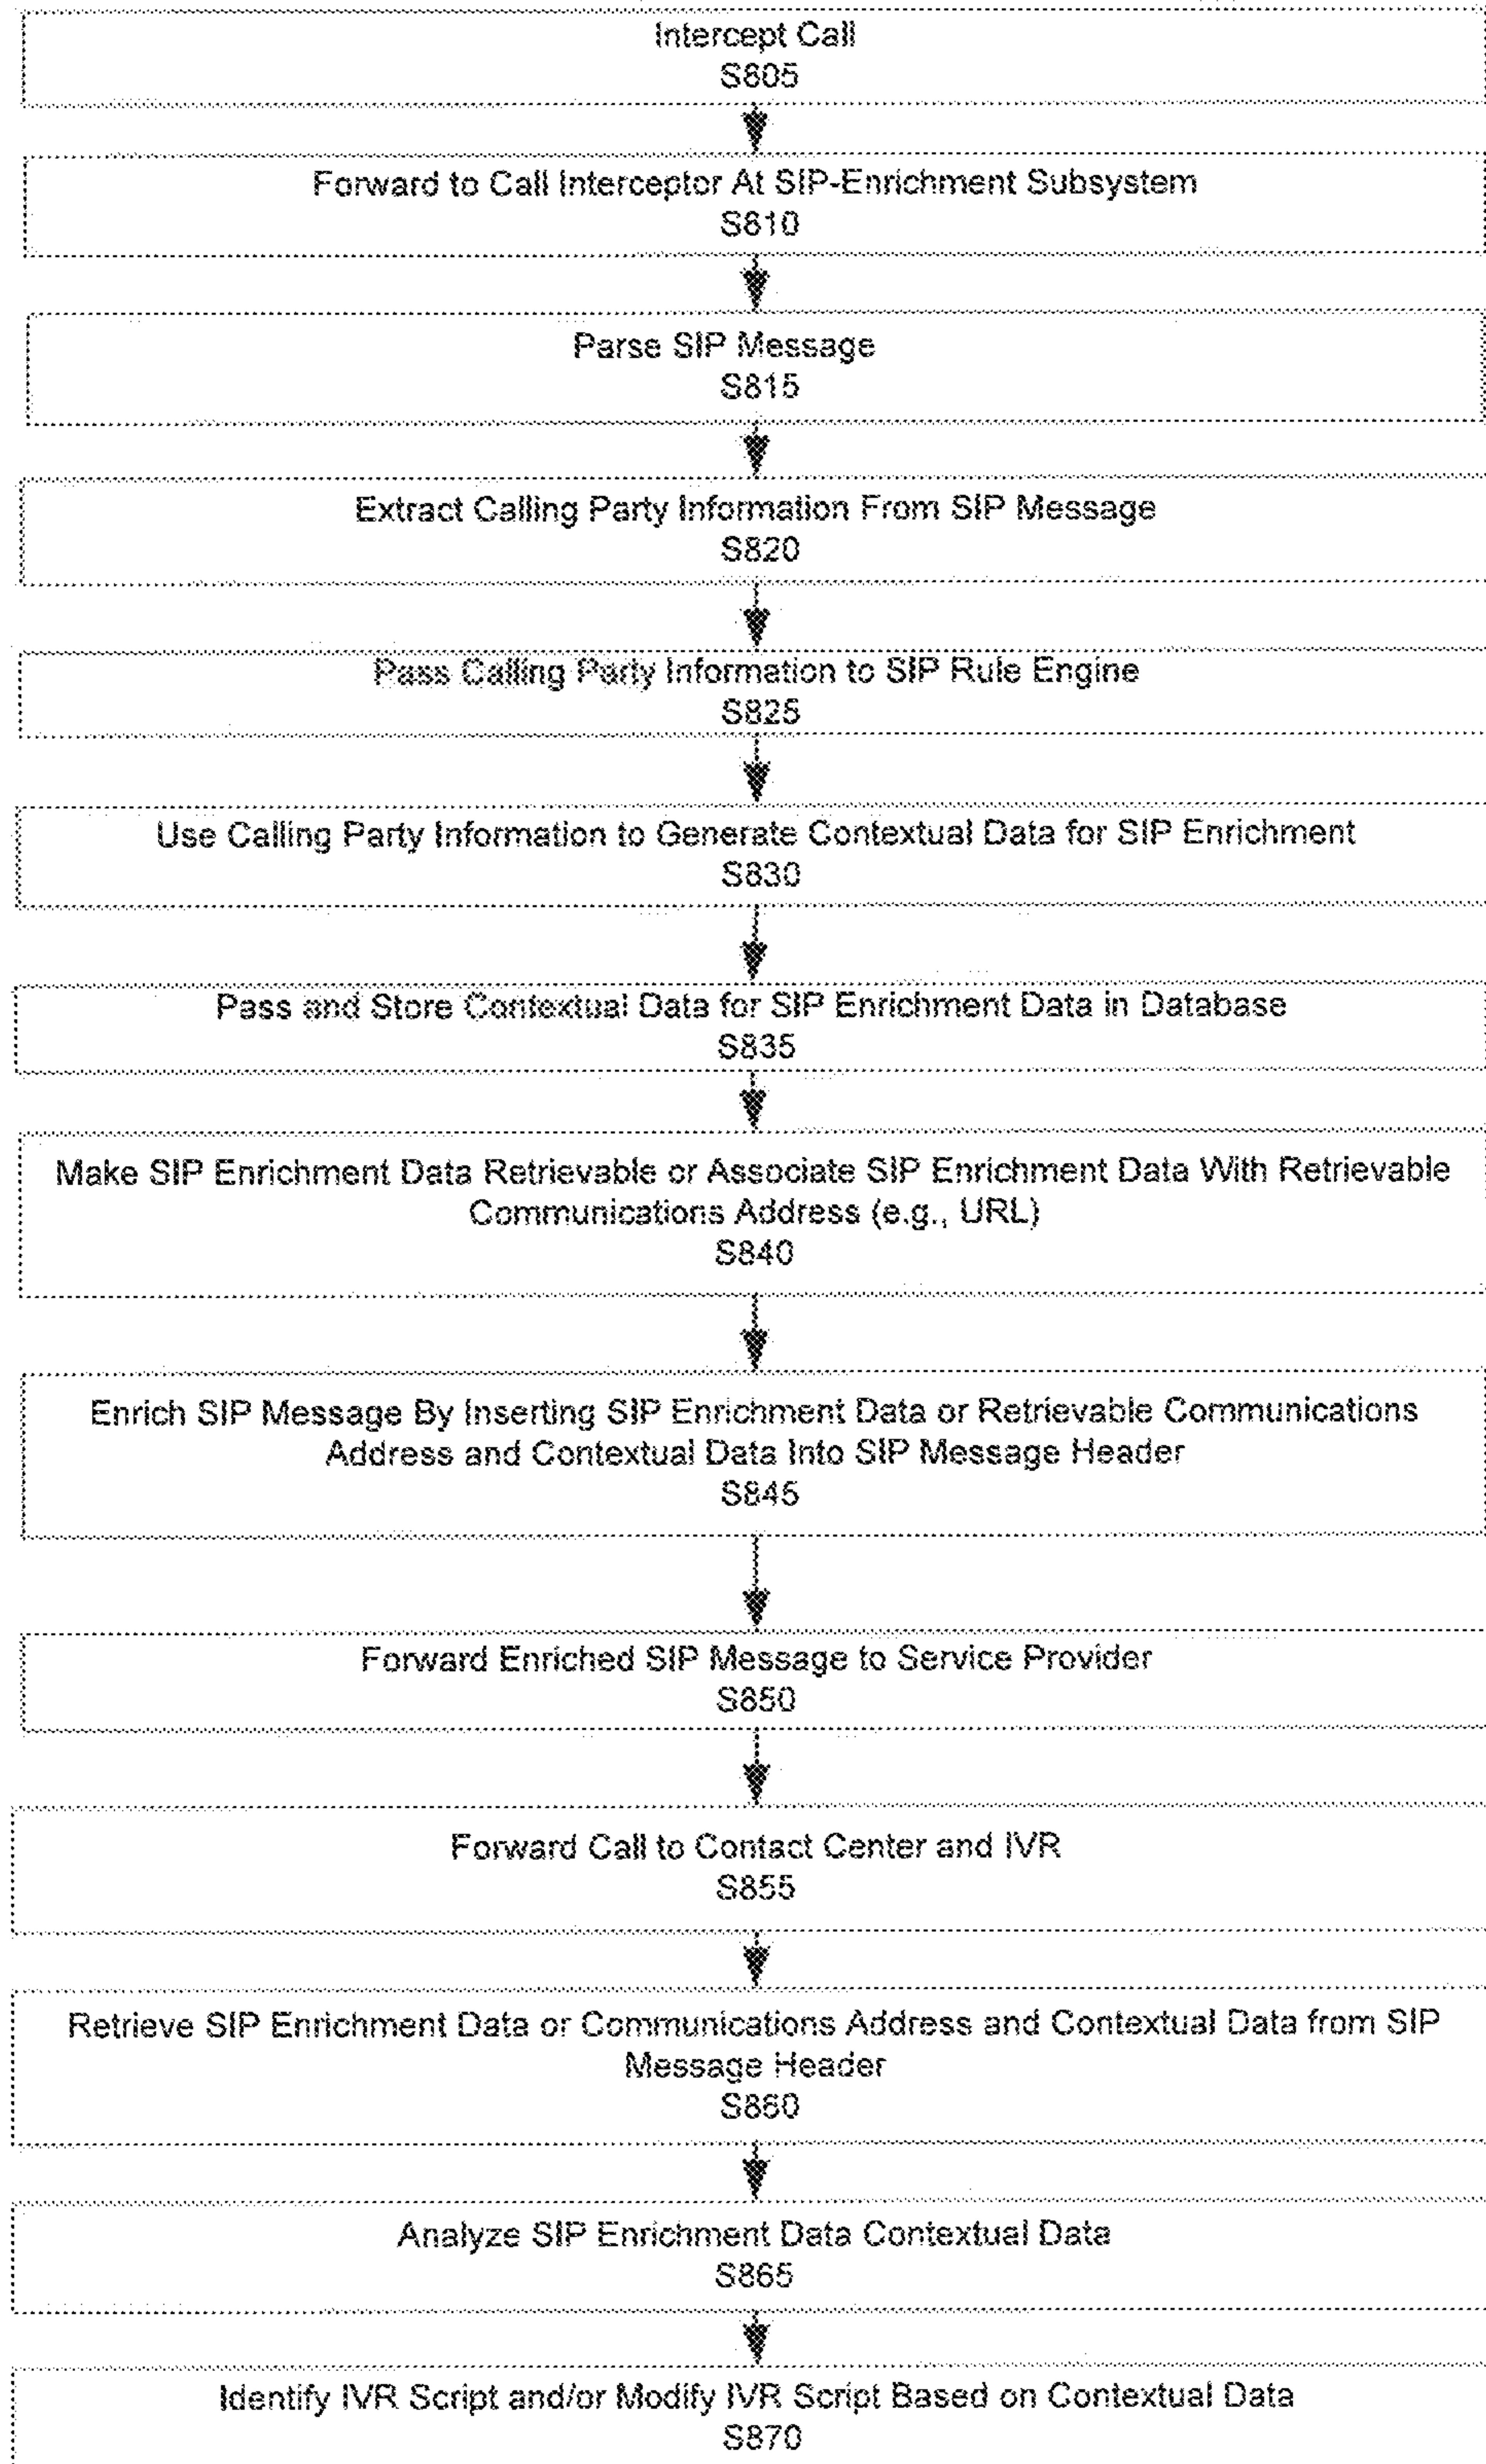 Intercept Call
S805
Forward to Call Interceptor At SIP-Enrichment Subsystem
S810
Parse SIP Message
S815
Extract Calling Party Information From SIP Message
S820
Pass Calling Party Information to SIP Rule Engine
S825
Use Calling Party Information to Generate Contextual Data for SIP Enrichment
S830
Pass and Store Contextual Data for SIP Enrichment Data in Database
S835
Make SIP Enrichment Data Retrievable or Associate SIP Enrichment Data With Retrievable
Communications Address (e.g., URL)
S840
Enrich SIP Message By Inserting SIP Enrichment Data or Retrievable Communications
Address and Contextual Data Into SIP Message Header
S845
Forward Enriched SIP Message to Service Provider
S850
Forward Call to Contact Center and IVR
S855
Retrieve SIP Enrichment Data or Communications Address and Contextual Data from SIP
Message Header
S860
Analyze SIP Enrichment Data Contextual Data
S865
Identify IVR Script and/or Modify IVR Script Based on Contextual Data
S870